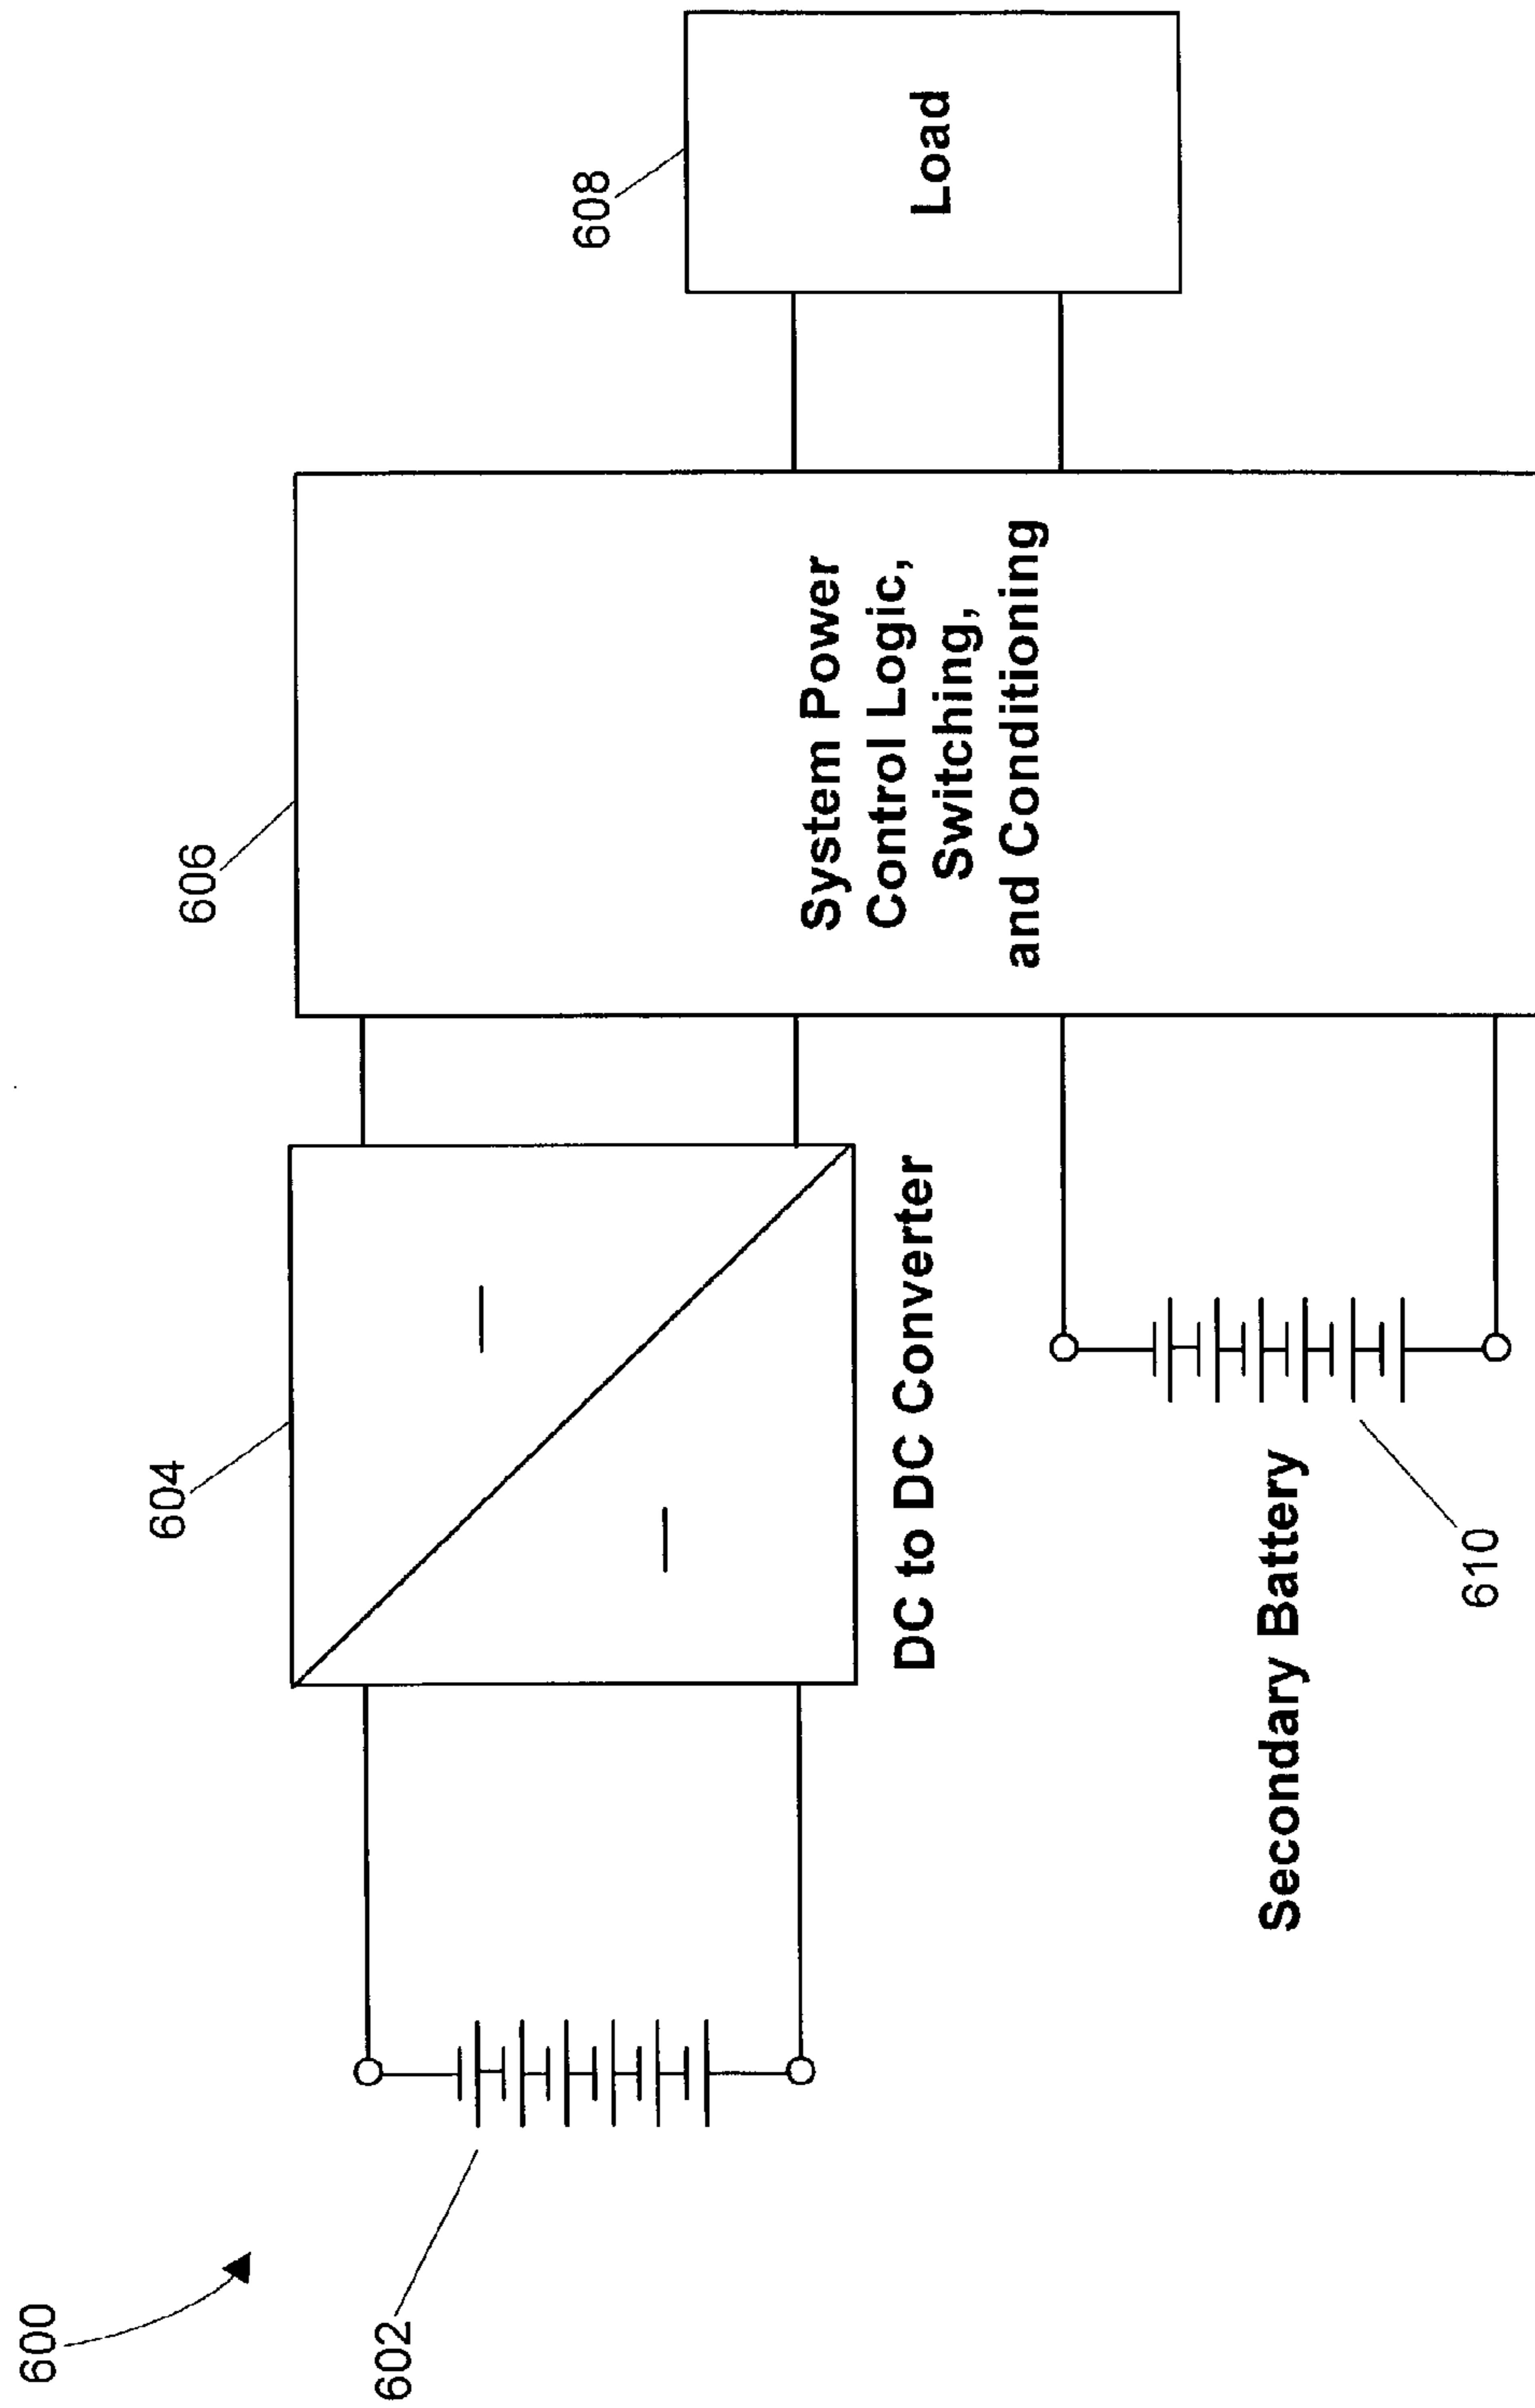 600
602
604
DC to DC Converter
606
System Power
Control Logic,
Switching,
and Conditioning
608
Load
Secondary Battery
610